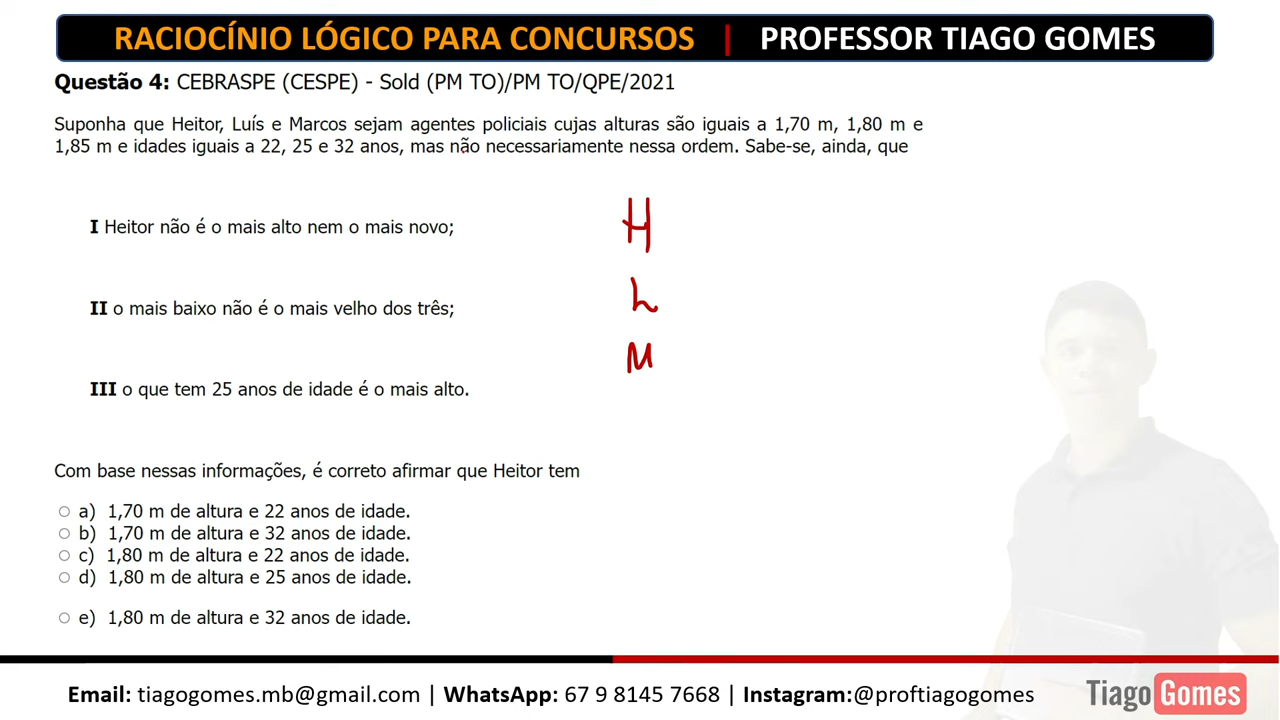 RACIOCÍNIO LÓGICO PARA CONCURSOS | PROFESSOR TIAGO GOMES
Questão 4: CEBRASPE (CESPE) - Sold (PM TO)/PM TO/QPE/2021
Suponha que Heitor, Luís e Marcos sejam agentes policiais cujas alturas são iguais a 1,70 m, 1,80 m e
1,85 m e idades iguais a 22, 25 e 32 anos, mas não necessariamente nessa ordem. Sabe-se, ainda, que
I Heitor não é o mais alto nem o mais novo;
H
II o mais baixo não é o mais velho dos três;
L
M
III o que tem 25 anos de idade é o mais alto.
Com base nessas informações, é correto afirmar que Heitor tem
a) 1,70 m de altura e 22 anos de idade.
b) 1,70 m de altura e 32 anos de idade.
c) 1,80 m de altura e 22 anos de idade.
d) 1,80 m de altura e 25 anos de idade.
e) 1,80 m de altura e 32 anos de idade.
Email: tiagogomes.mb@gmail.com | WhatsApp: 67 9 8145 7668 | Instagram:@proftiagogomes
Tiago Gomes